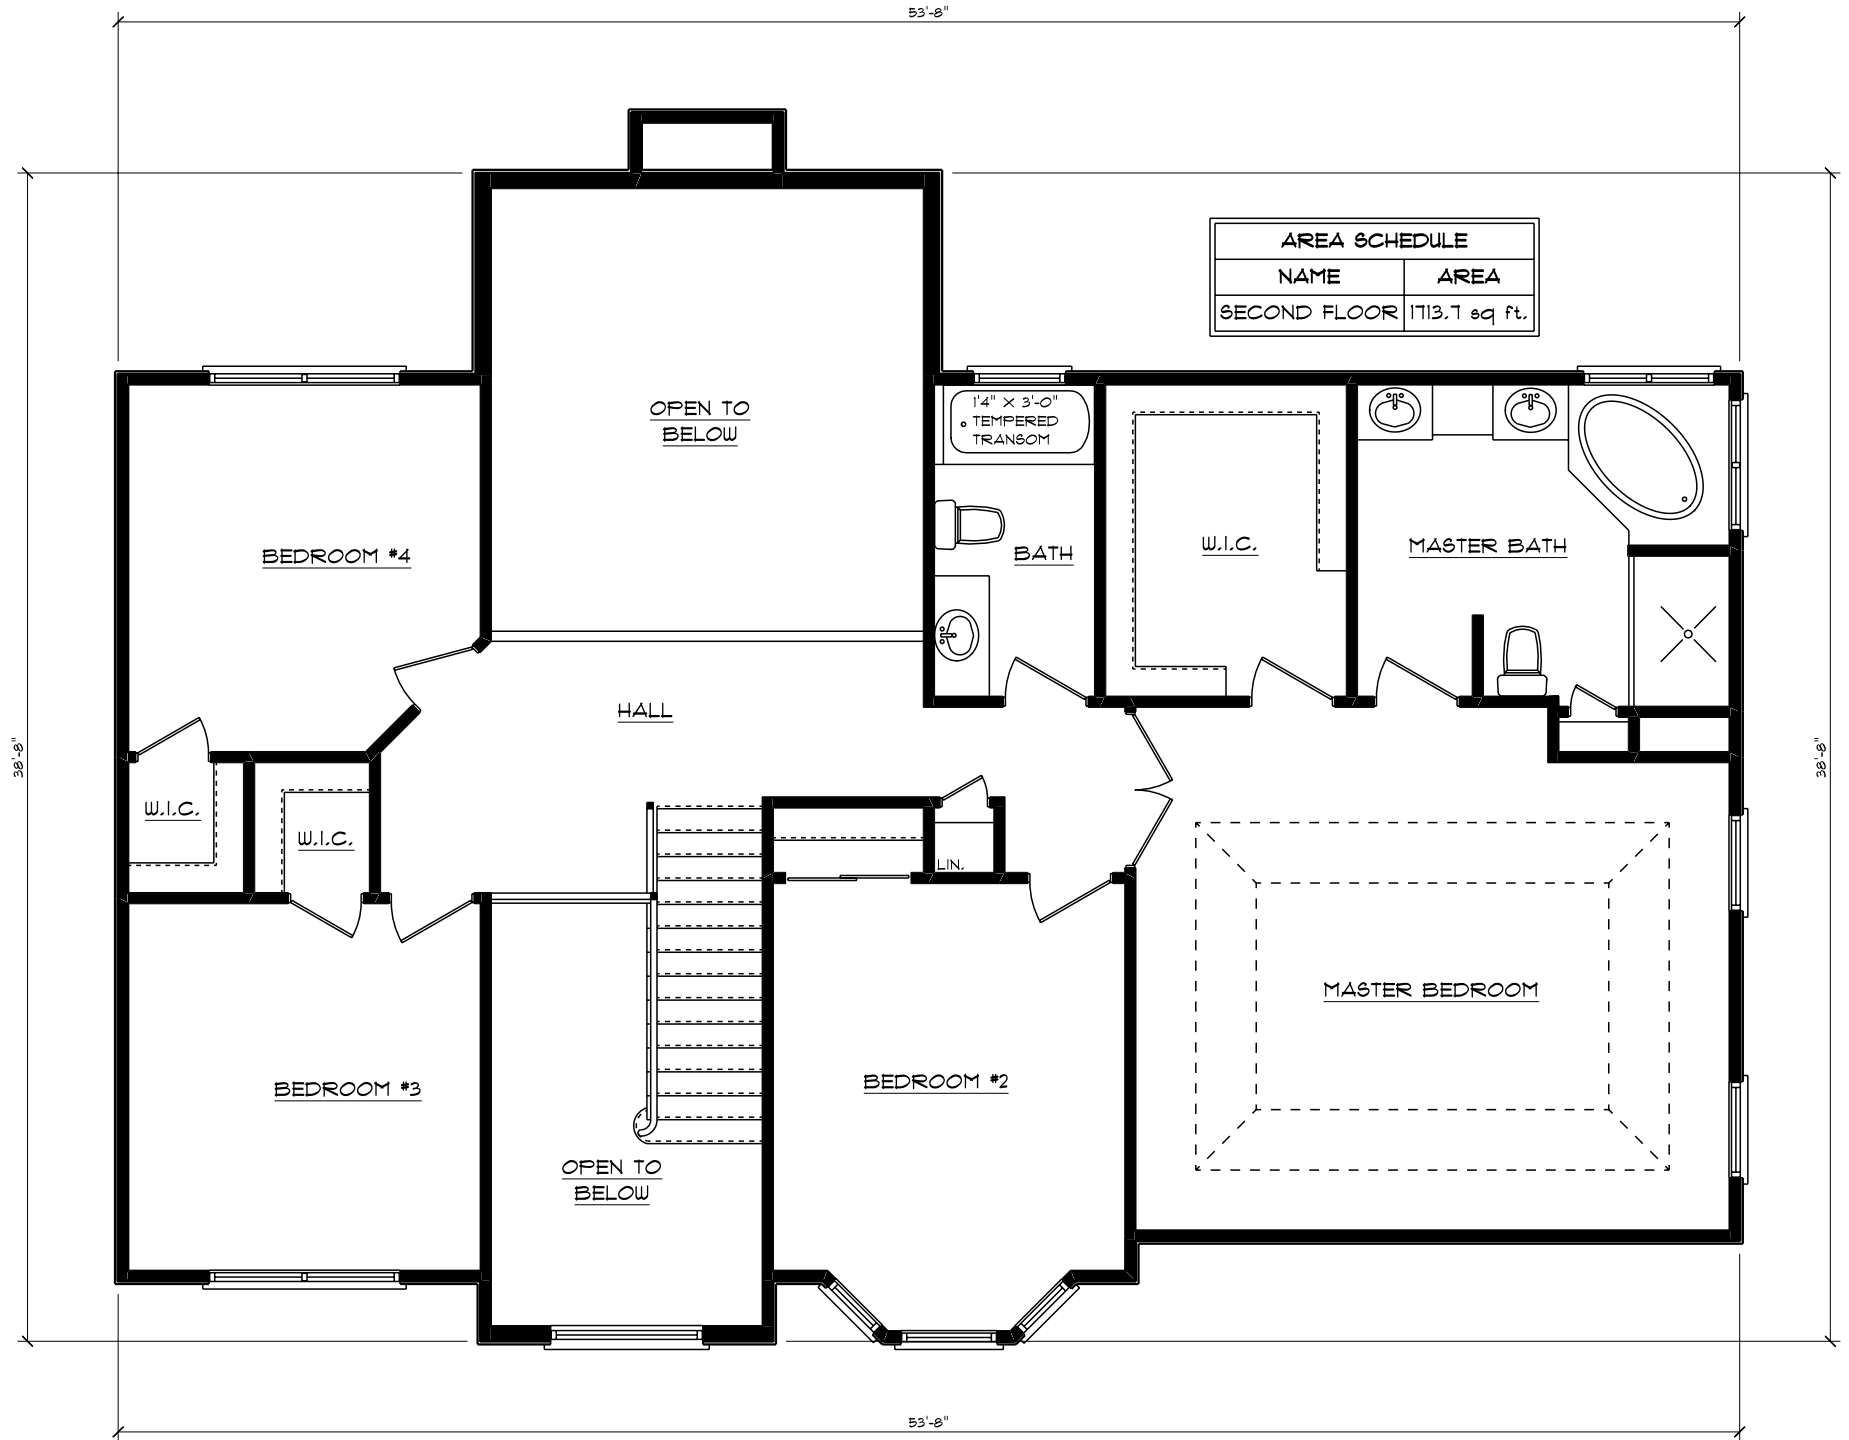 53'-8"
AREA SCHEDULE
NAME AREA
SECOND FLOOR 1713.7 sq ft.
OPEN TO
BELOW
1'4" X 3'-0"
TEMPERED
TRANSOM
BEDROOM #4
BATH
W.I.C.
MASTER BATH
HALL
38'-8"
38'-8"
W.I.C.
W.I.C.
LIN.
MASTER BEDROOM
BEDROOM #3
BEDROOM #2
OPEN TO
BELOW
53'-8"